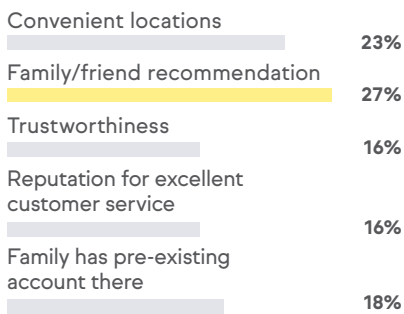 Convenient locations
23%
Family/friend recommendation
27%
Trustworthiness
16%
Reputation for excellent
customer service
16%
Family has pre-existing
account there
18%